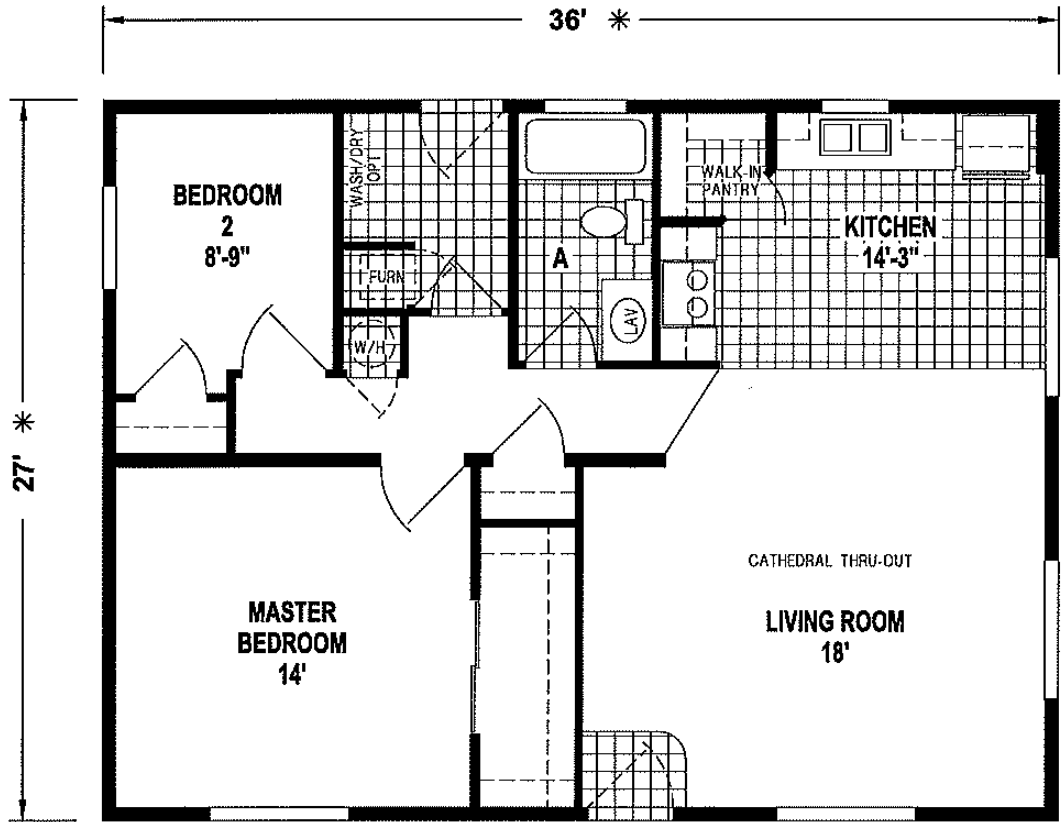 36' ✳
WASH/DRY
OPT
BEDROOM
2
8'-9"
WALK-IN
PANTRY
KITCHEN
14'-3"
A
FURN
LAV
W/H
27' ✳
CATHEDRAL THRU-OUT
MASTER
BEDROOM
14'
LIVING ROOM
18'